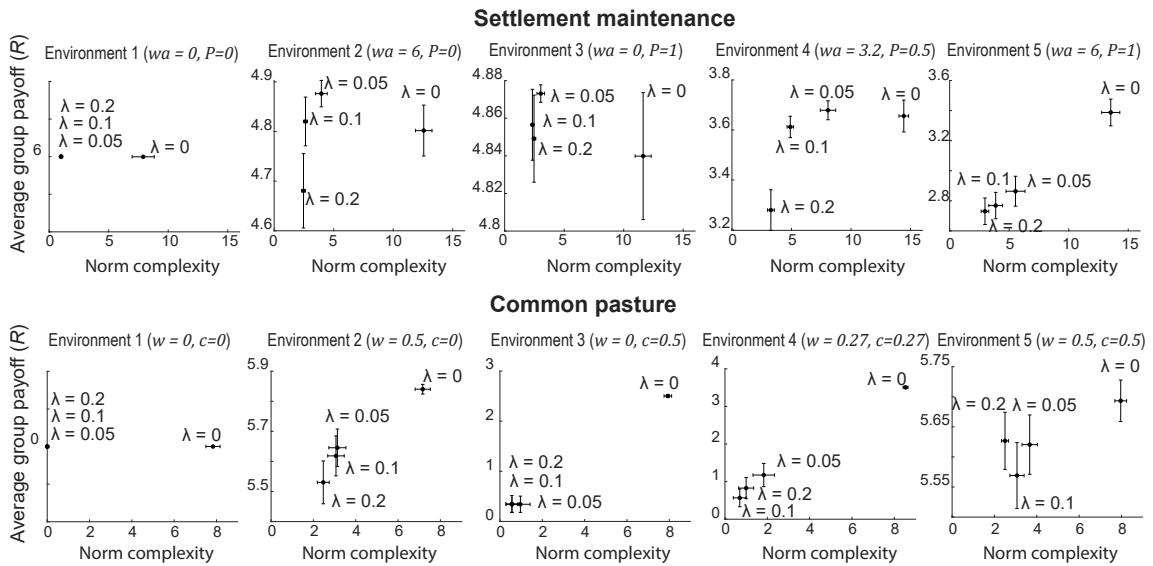 Settlement maintenance
Average group payoff (R)
Environment 1 (wa = 0, P=0)
6
λ = 0.2
λ = 0.1
λ = 0.05
λ = 0
0 5 10 15
Norm complexity
Environment 2 (wa = 6, P=0)
4.9
4.8
4.7
4.6
λ = 0.05
λ = 0
λ = 0.1
λ = 0.2
0 5 10 15
Norm complexity
Environment 3 (wa = 0, P=1)
4.88
4.86
4.84
4.82
4.8
λ = 0
λ = 0.05
λ = 0.1
λ = 0.2
0 5 10 15
Norm complexity
Environment 4 (wa = 3.2, P=0.5)
3.8
3.6
3.4
3.2
λ = 0.05
λ = 0
λ = 0.1
λ = 0.2
0 5 10 15
Norm complexity
Environment 5 (wa = 6, P=1)
3.6
3.2
2.8
2.4
λ = 0
λ = 0.1
λ = 0.05
λ = 0.2
0 5 10 15
Norm complexity
Common pasture
Average group payoff (R)
Environment 1 (w = 0, c=0)
0
λ = 0.2
λ = 0.1
λ = 0.05
λ = 0
0 2 4 6 8
Norm complexity
Environment 2 (w = 0.5, c=0)
5.9
5.7
5.5
λ = 0
λ = 0.05
λ = 0.1
λ = 0.2
0 2 4 6 8
Norm complexity
Environment 3 (w = 0, c=0.5)
3
2
1
0
λ = 0
λ = 0.2
λ = 0.1
λ = 0.05
0 2 4 6 8
Norm complexity
Environment 4 (w = 0.27, c=0.27)
4
3
2
1
0
λ = 0
λ = 0.05
λ = 0.2
λ = 0.1
0 2 4 6 8
Norm complexity
Environment 5 (w = 0.5, c=0.5)
5.75
5.65
5.55
λ = 0
λ = 0.2
λ = 0.05
λ = 0.1
0 2 4 6 8
Norm complexity